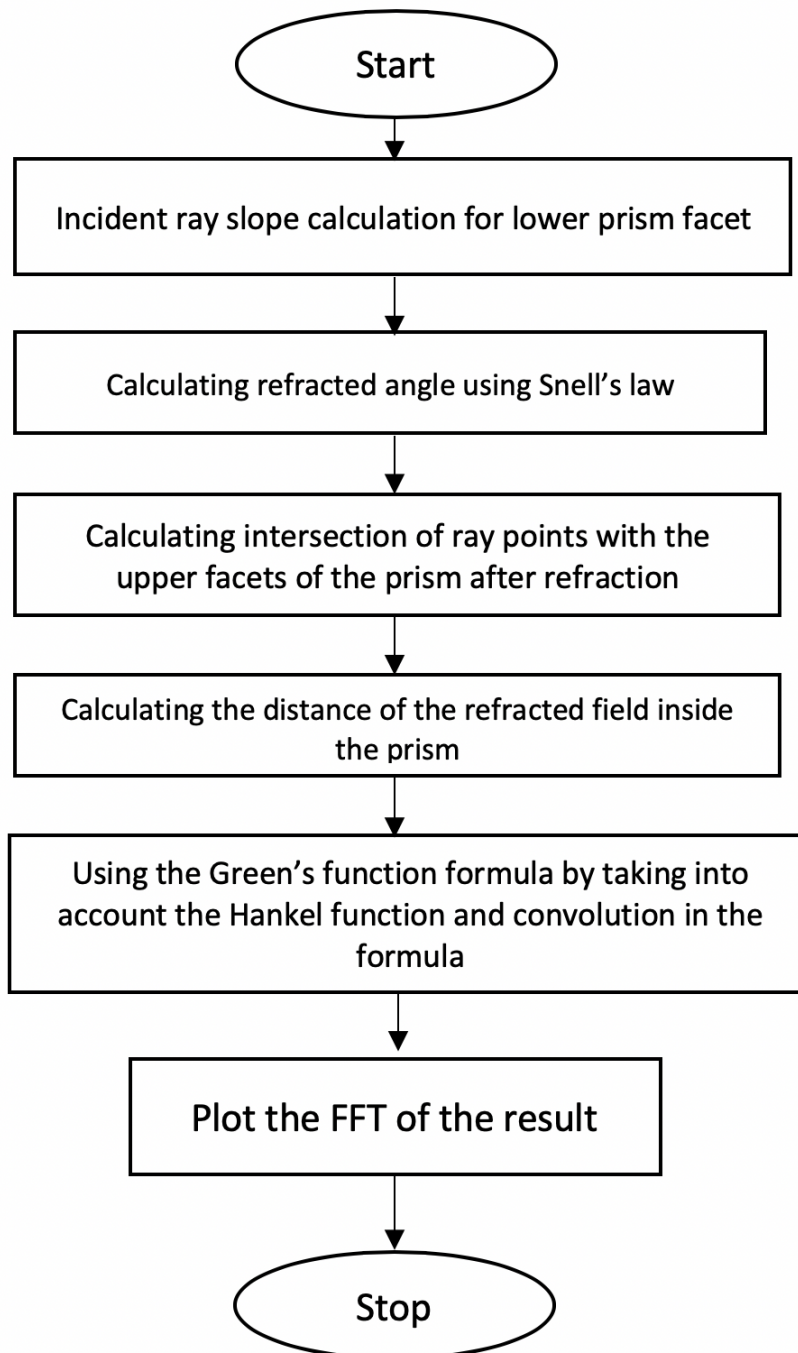 Start
Incident ray slope calculation for lower prism facet
Calculating refracted angle using Snell’s law
Calculating intersection of ray points with the
upper facets of the prism after refraction
Calculating the distance of the refracted field inside
the prism
Using the Green’s function formula by taking into
account the Hankel function and convolution in the
formula
Plot the FFT of the result
Stop